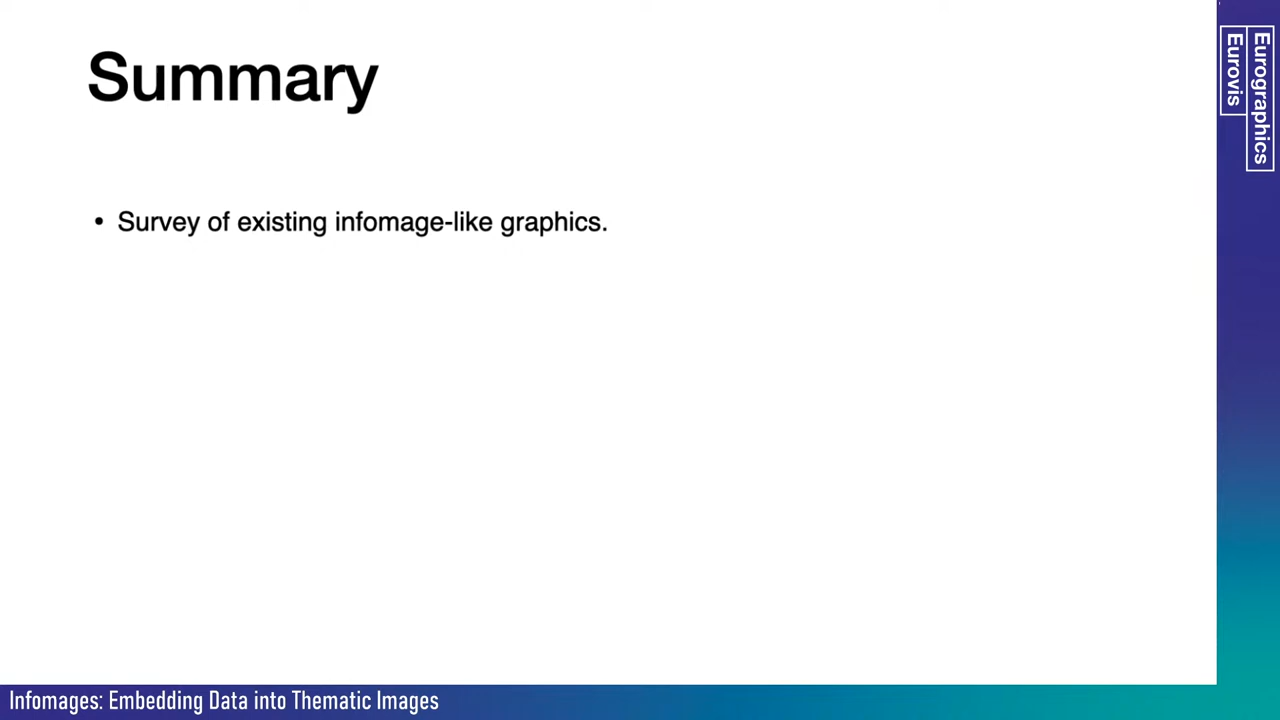 Summary
• Survey of existing infomage-like graphics.
Eurographics
Eurovis
Infomages: Embedding Data into Thematic Images